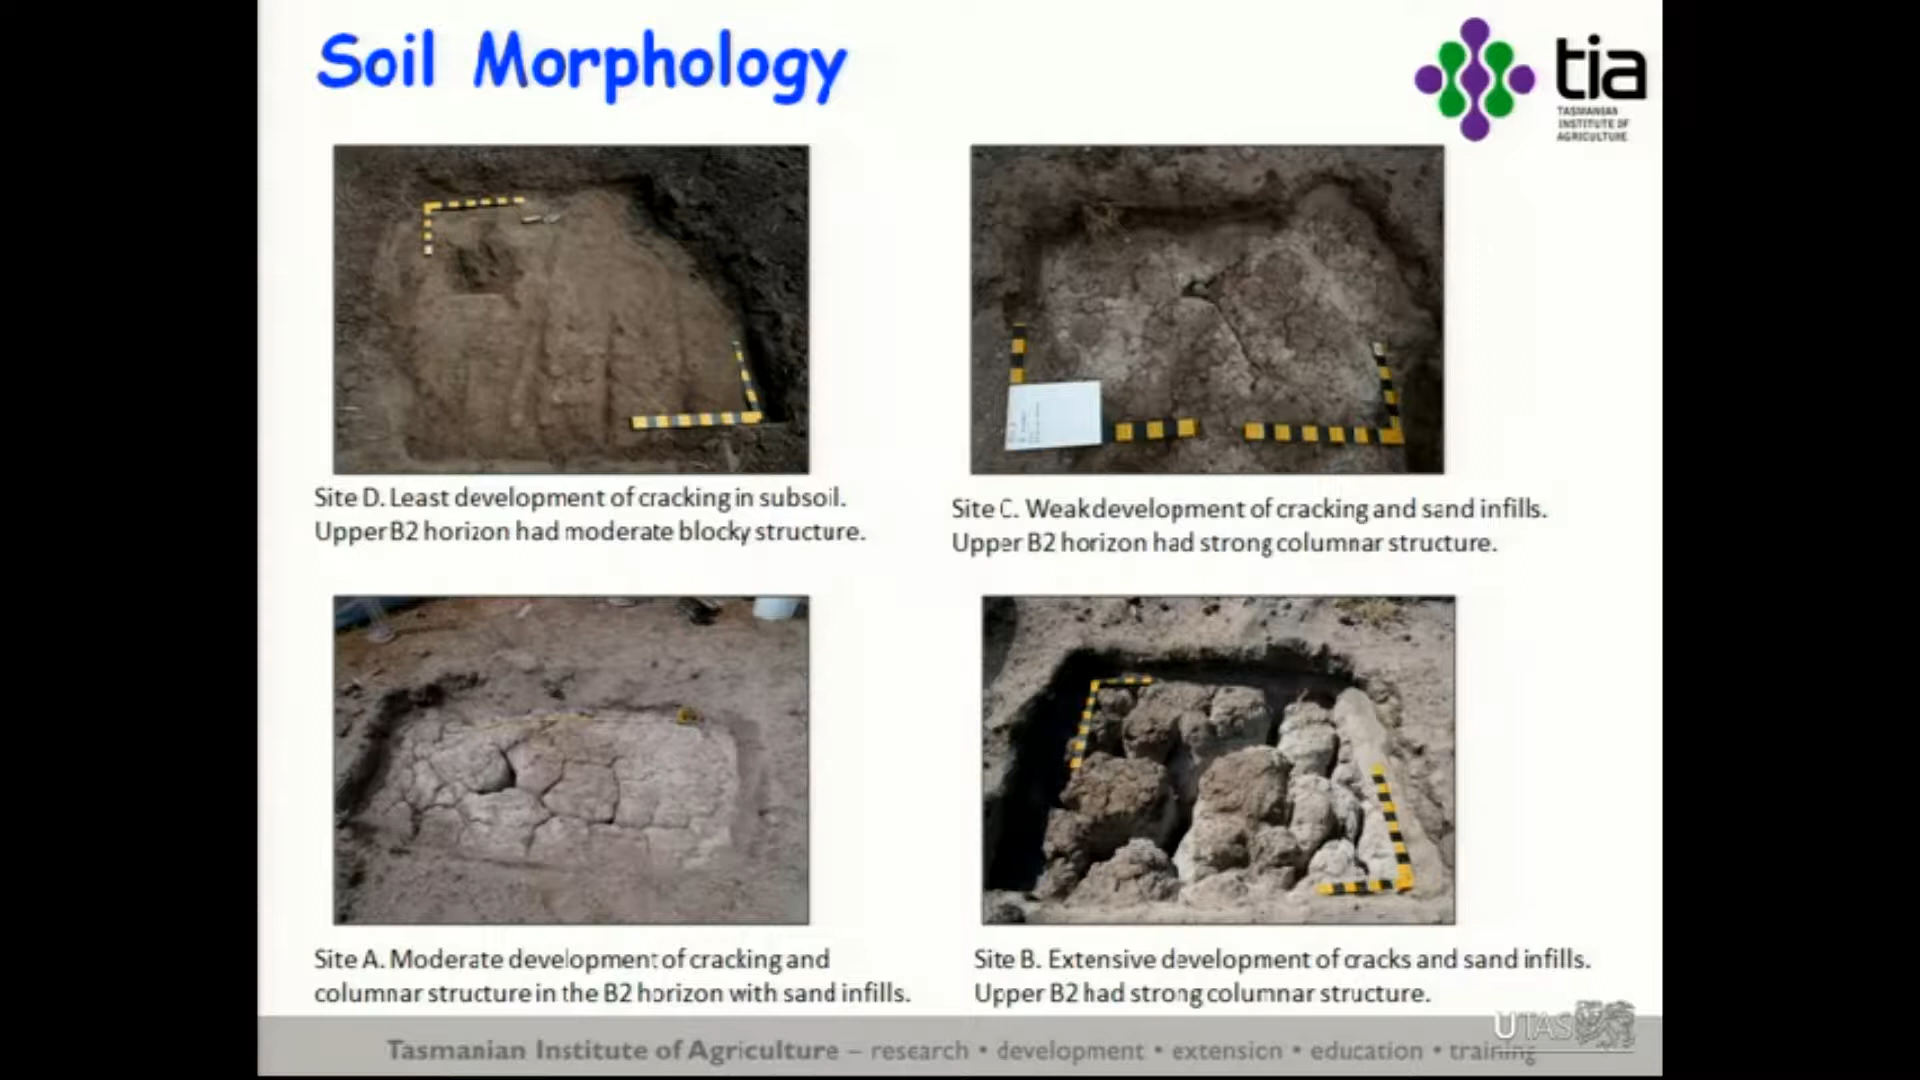 Soil Morphology
tia
TASMANIAN
INSTITUTE OF
AGRICULTURE
Site D. Least development of cracking in subsoil.
Upper B2 horizon had moderate blocky structure.
Site C. Weak development of cracking and sand infills.
Upper B2 horizon had strong columnar structure.
Site A. Moderate development of cracking and
columnar structure in the B2 horizon with sand infills.
Site B. Extensive development of cracks and sand infills.
Upper B2 had strong columnar structure.
UTAS
Tasmanian Institute of Agriculture – research • development • extension • education • training